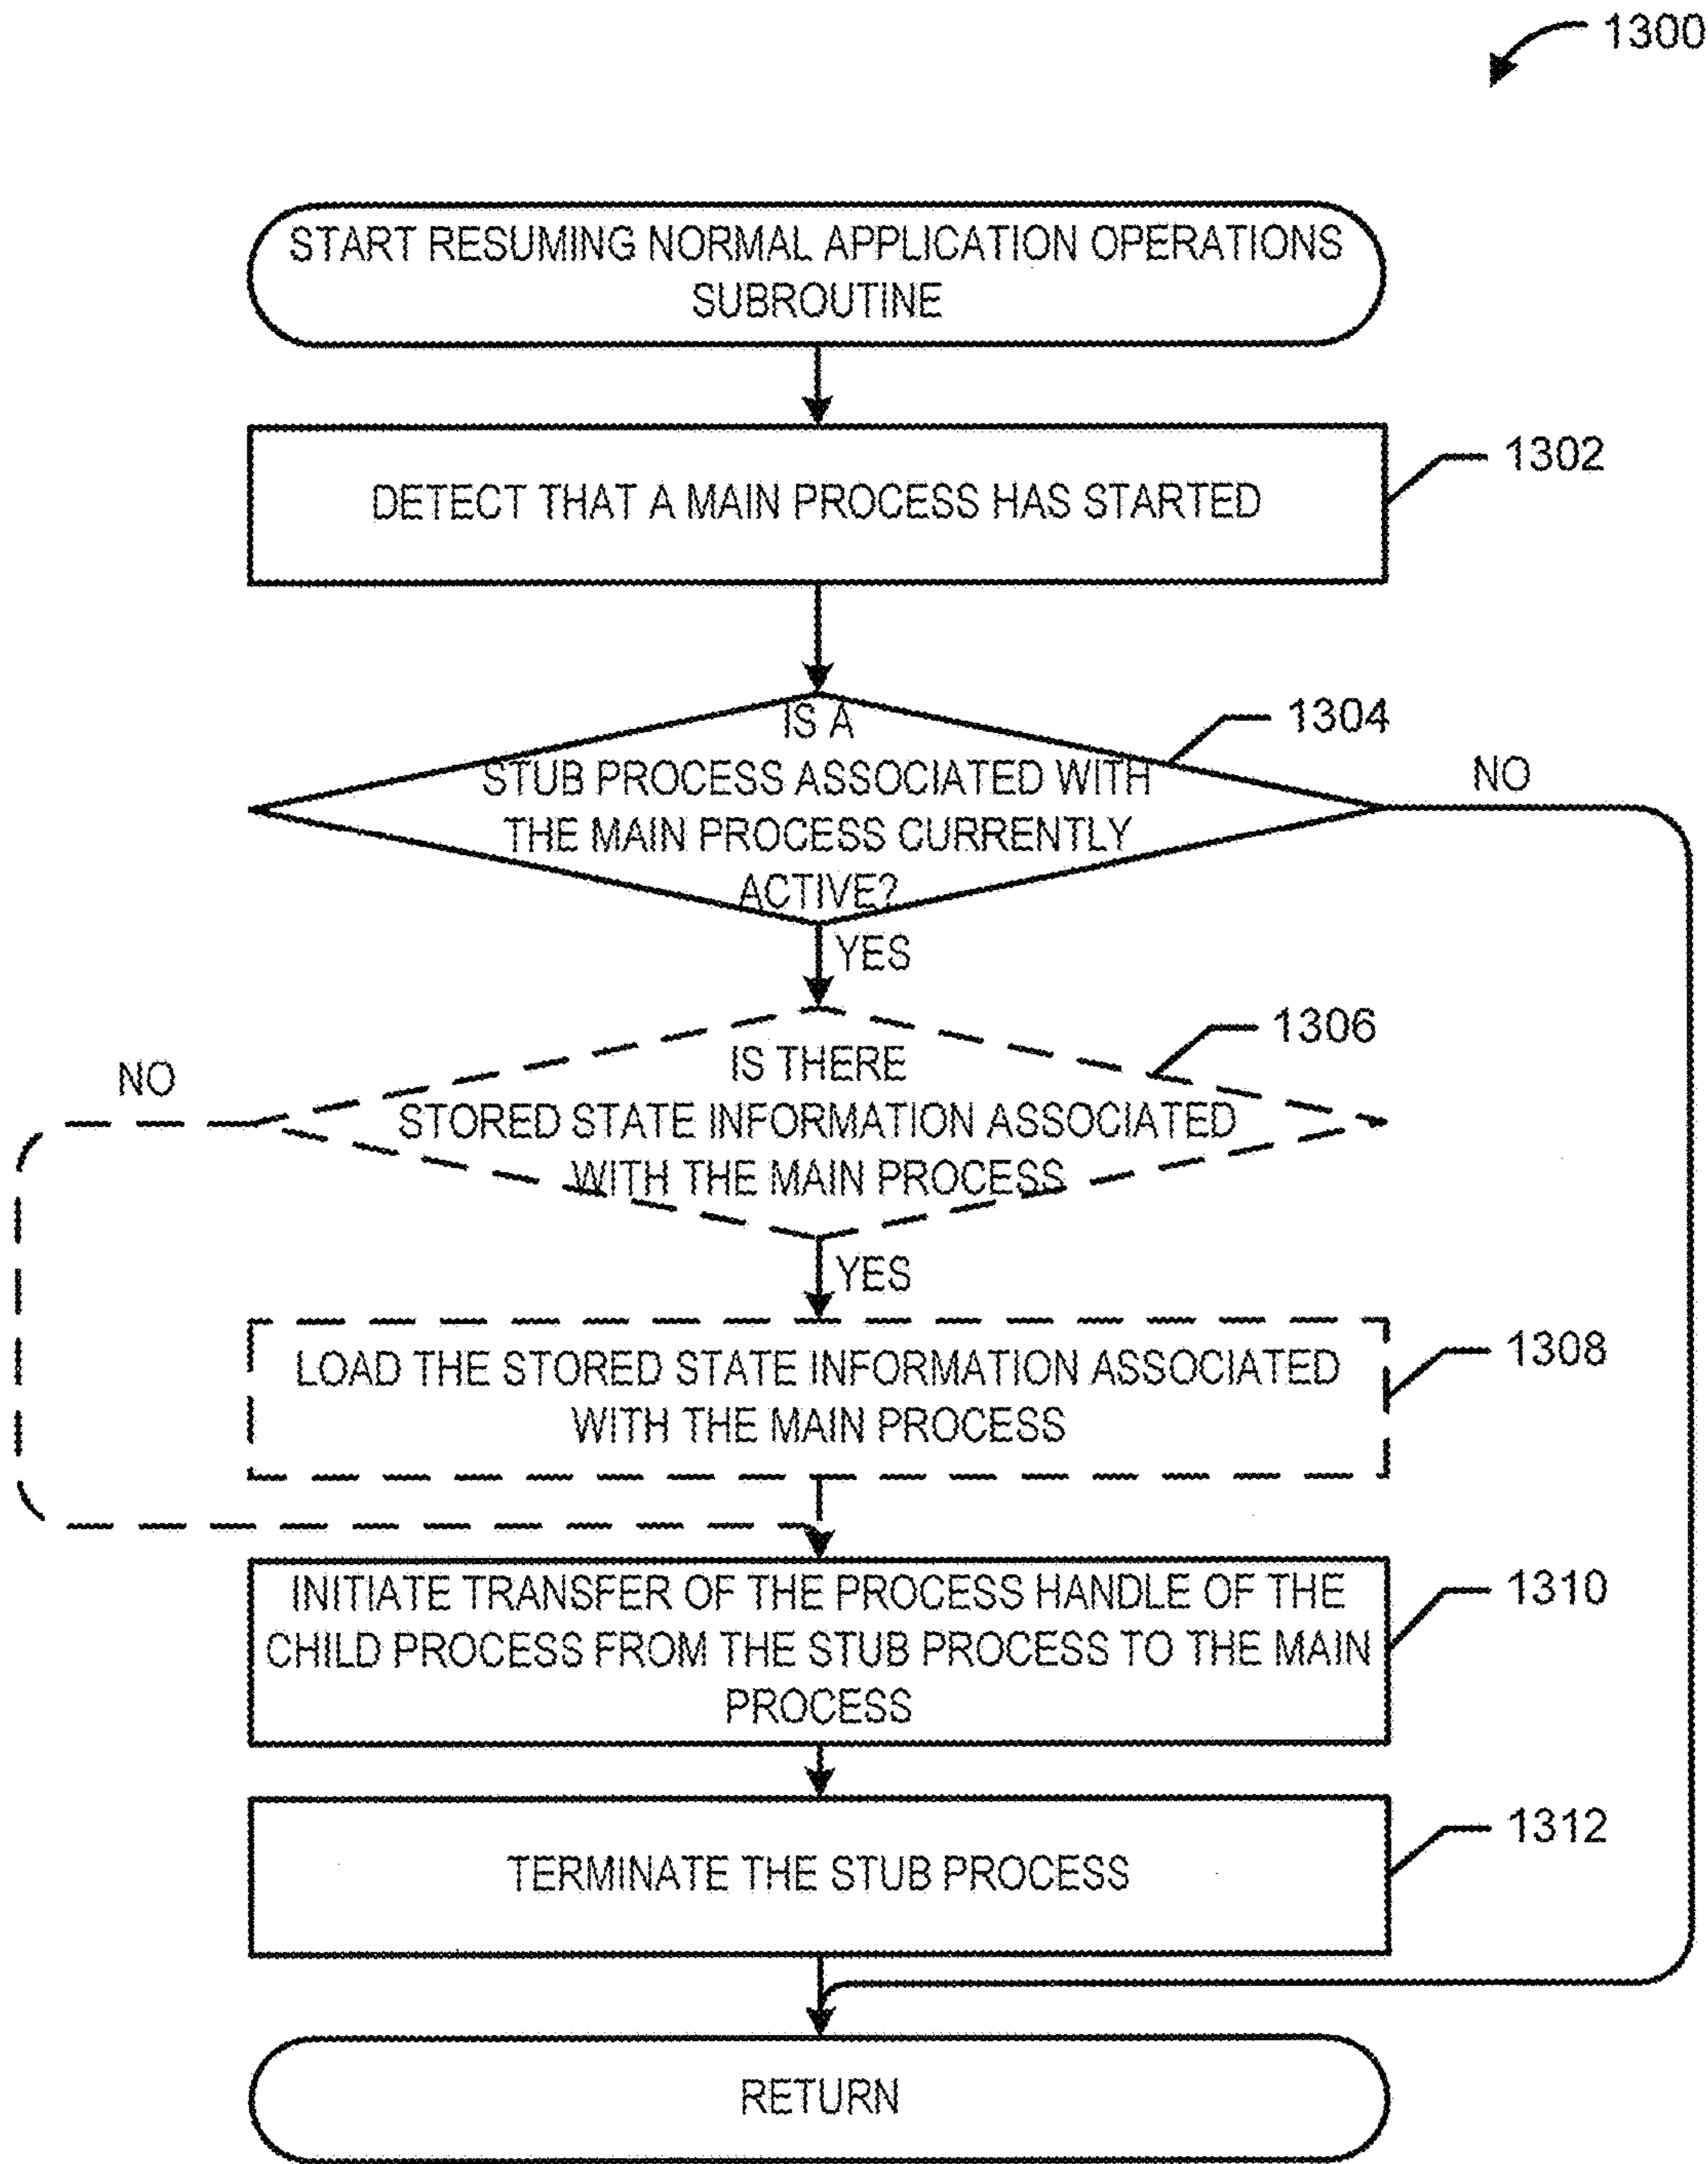 1300
START RESUMING NORMAL APPLICATION OPERATIONS
SUBROUTINE
DETECT THAT A MAIN PROCESS HAS STARTED
1302
IS A
STUB PROCESS ASSOCIATED WITH
THE MAIN PROCESS CURRENTLY
ACTIVE?
1304
NO
YES
IS THERE
STORED STATE INFORMATION ASSOCIATED
WITH THE MAIN PROCESS
1306
NO
YES
LOAD THE STORED STATE INFORMATION ASSOCIATED
WITH THE MAIN PROCESS
1308
INITIATE TRANSFER OF THE PROCESS HANDLE OF THE
CHILD PROCESS FROM THE STUB PROCESS TO THE MAIN
PROCESS
1310
TERMINATE THE STUB PROCESS
1312
RETURN